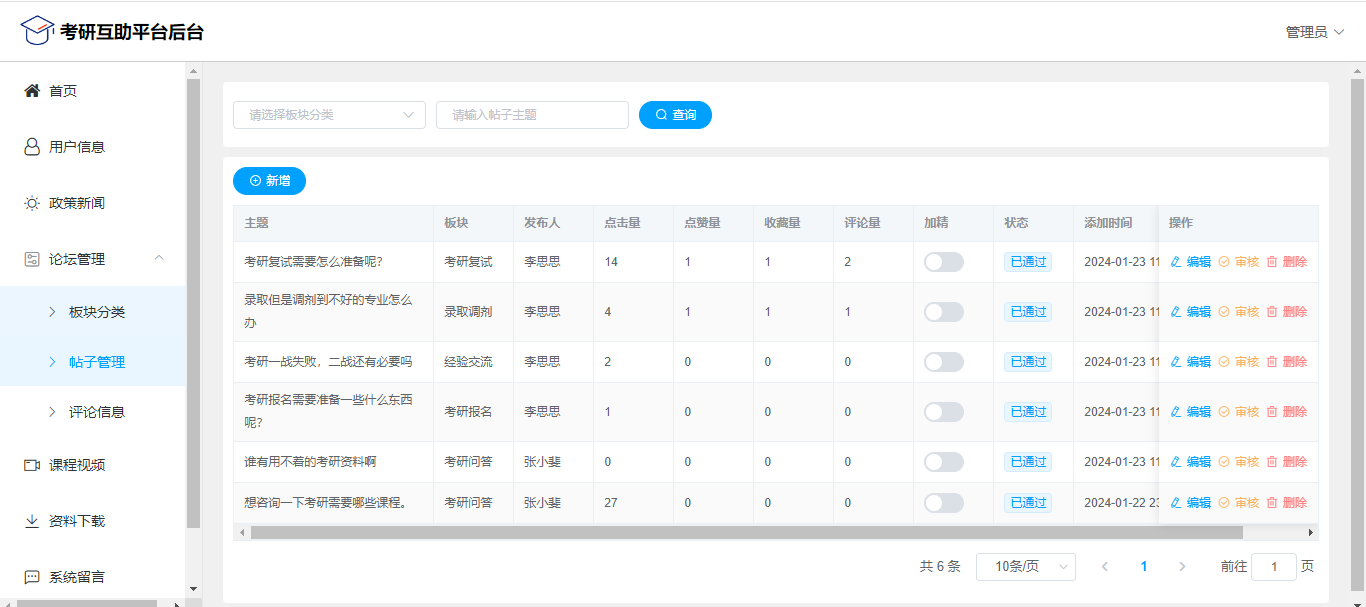 考研互助平台后台
管理员
首页
用户信息
政策新闻
论坛管理
板块分类
帖子管理
评论信息
课程视频
资料下载
系统留言
请选择板块分类 请输入帖子主题 查询
新增
主题 板块 发布人 点击量 点赞量 收藏量 评论量 加精 状态 添加时间 操作
考研复试需要怎么准备呢? 考研复试 李思思 14 1 1 2 已通过 2024-01-23 11 编辑 审核 删除
录取但是调剂到不好的专业怎么
办 录取调剂 李思思 4 1 1 1 已通过 2024-01-23 11 编辑 审核 删除
考研一战失败，二战还有必要吗 经验交流 李思思 2 0 0 0 已通过 2024-01-23 11 编辑 审核 删除
考研报名需要准备一些什么东西
呢? 考研报名 李思思 1 0 0 0 已通过 2024-01-23 11 编辑 审核 删除
谁有用不着的考研资料啊 考研问答 张小斐 0 0 0 0 已通过 2024-01-23 11 编辑 审核 删除
想咨询一下考研需要哪些课程。 考研问答 张小斐 27 0 0 0 已通过 2024-01-22 23 编辑 审核 删除
共 6 条 10条/页 1 前往 1 页